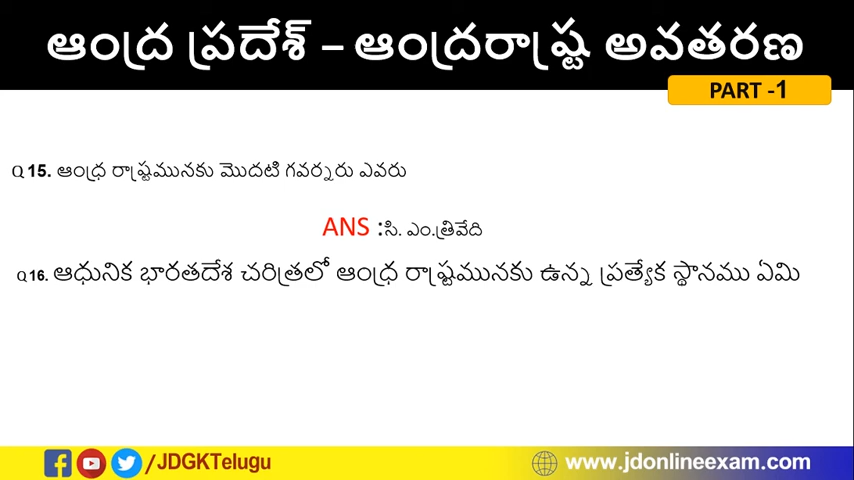 ఆంధ్ర ప్రదేశ్ – ఆంధ్రరాష్ట్ర అవతరణ
PART -1
Q 15. ఆంధ్ర రాష్ట్రమునకు మొదటి గవర్నరు ఎవరు
ANS :సి. ఎం.త్రివేది
Q 16. ఆధునిక భారతదేశ చరిత్రలో ఆంధ్ర రాష్ట్రమునకు ఉన్న ప్రత్యేక స్థానము ఏమి
/JDGKTelugu
www.jdonlineexam.com